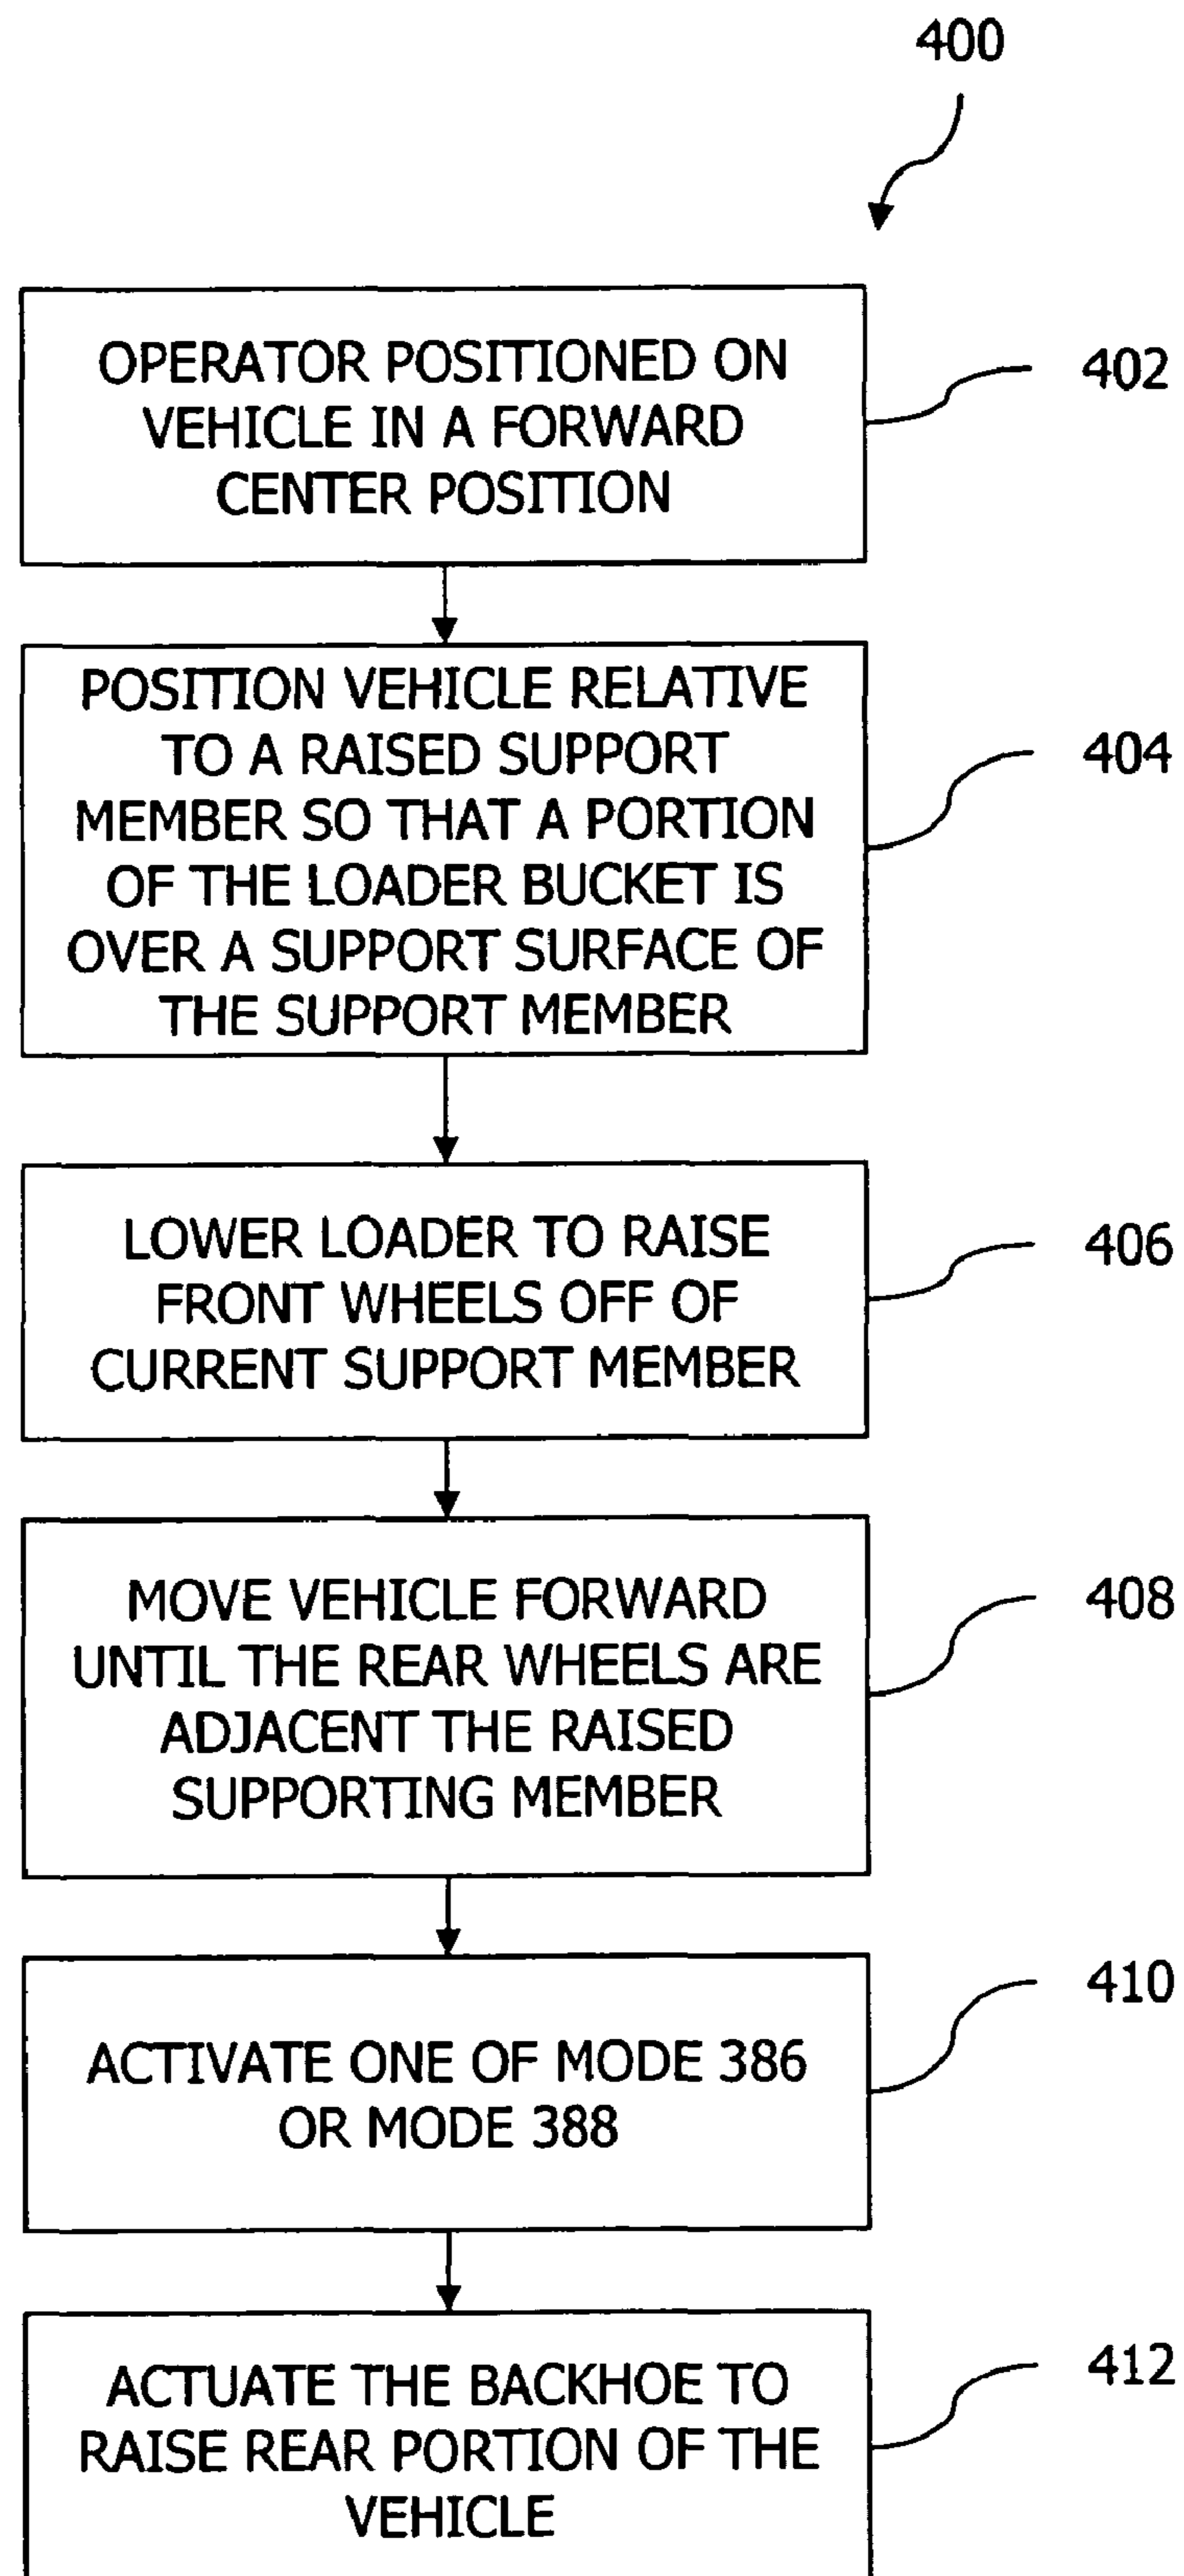 400
OPERATOR POSITIONED ON
VEHICLE IN A FORWARD
CENTER POSITION
402
POSITION VEHICLE RELATIVE
TO A RAISED SUPPORT
MEMBER SO THAT A PORTION
OF THE LOADER BUCKET IS
OVER A SUPPORT SURFACE OF
THE SUPPORT MEMBER
404
LOWER LOADER TO RAISE
FRONT WHEELS OFF OF
CURRENT SUPPORT MEMBER
406
MOVE VEHICLE FORWARD
UNTIL THE REAR WHEELS ARE
ADJACENT THE RAISED
SUPPORTING MEMBER
408
ACTIVATE ONE OF MODE 386
OR MODE 388
410
ACTUATE THE BACKHOE TO
RAISE REAR PORTION OF THE
VEHICLE
412